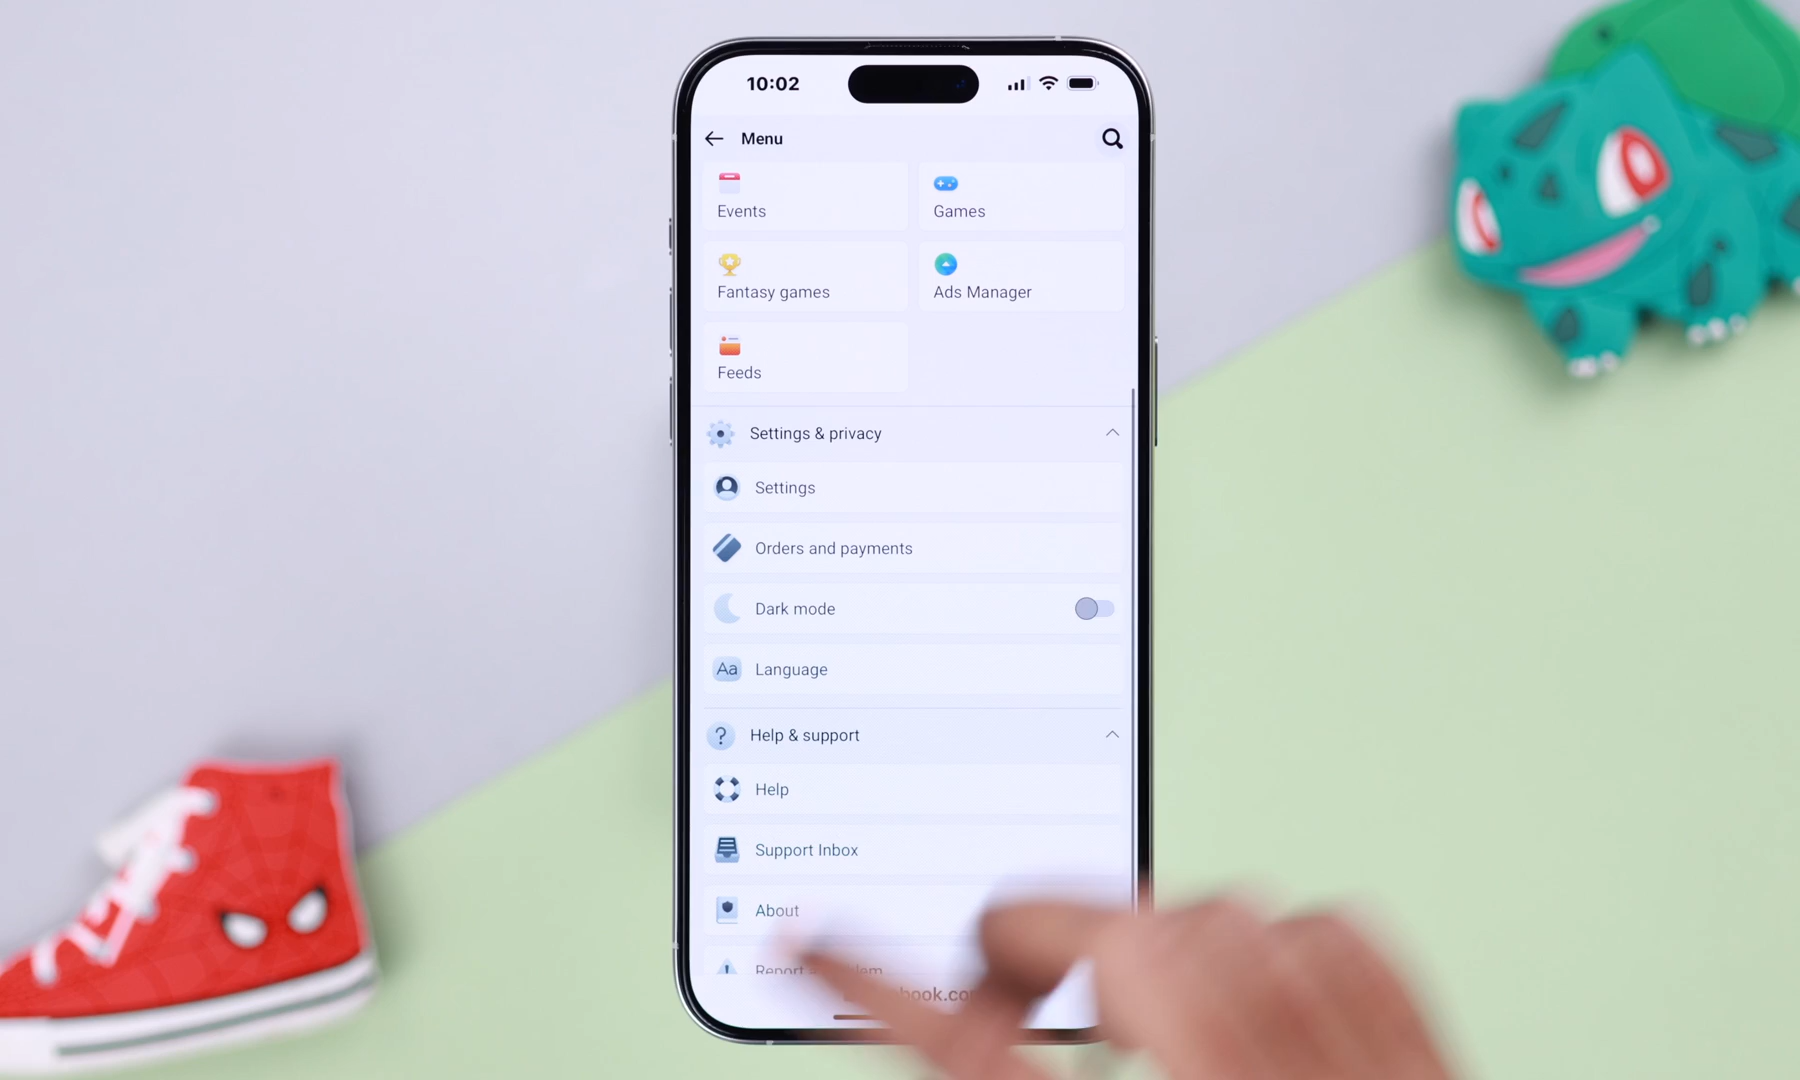 10:02
Menu
Events
Games
Fantasy games
Ads Manager
Feeds
Settings & privacy
Settings
Orders and payments
Dark mode
Aa Language
? Help & support
Help
Support Inbox
About
Report a